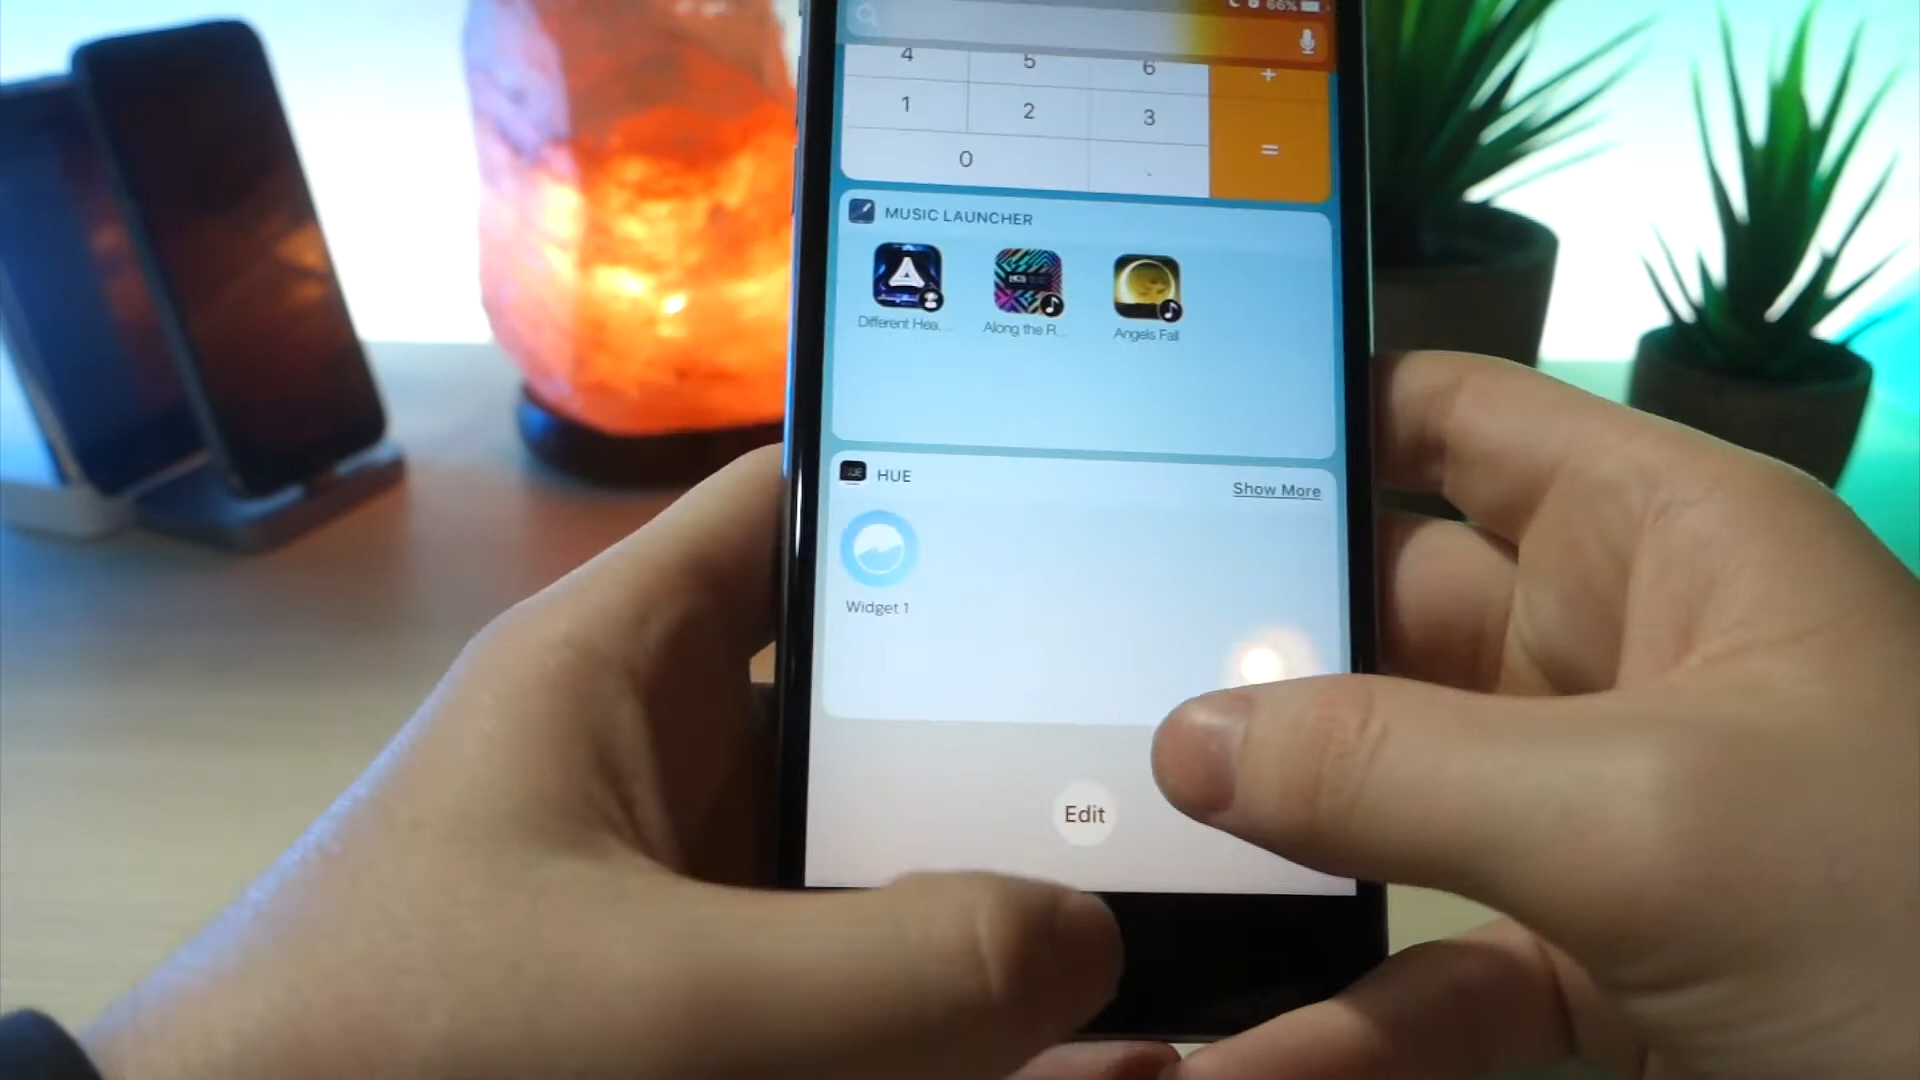 66%
4 5 6 +
1 2 3
0 . =
MUSIC LAUNCHER
Different Hea...
Along the R...
Angels Fall
HUE
Show More
Widget 1
Edit